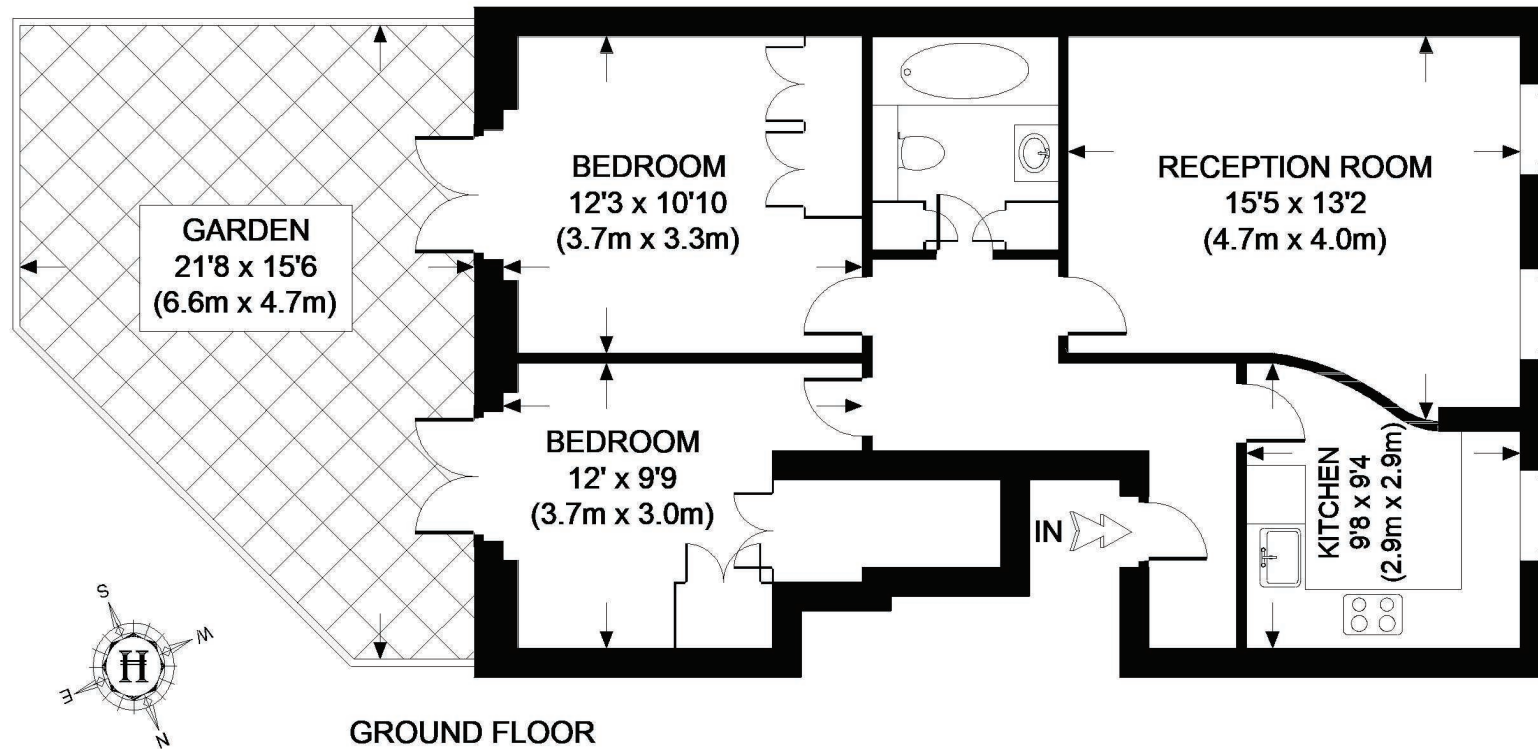 BEDROOM
12'3 x 10'10
(3.7m x 3.3m)
RECEPTION ROOM
15'5 x 13'2
(4.7m x 4.0m)
GARDEN
21'8 x 15'6
(6.6m x 4.7m)
BEDROOM
12' x 9'9
(3.7m x 3.0m)
IN
KITCHEN
9'8 x 9'4
(2.9m x 2.9m)
S
W
H
E
N
GROUND FLOOR